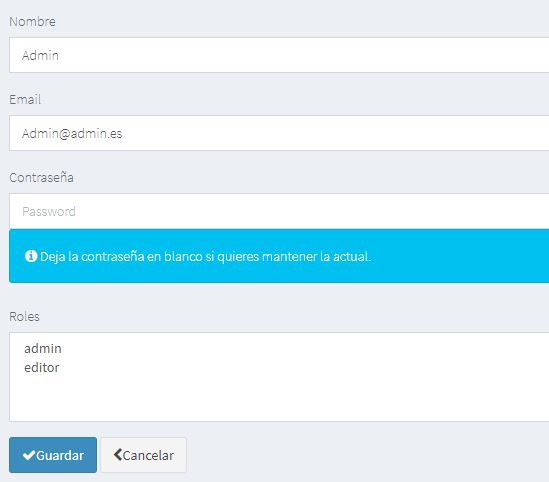 Nombre
Admin
Email
Admin@admin.es
Contraseña
Password
Deja la contraseña en blanco si quieres mantener la actual.
Roles
admin
editor
Guardar Cancelar